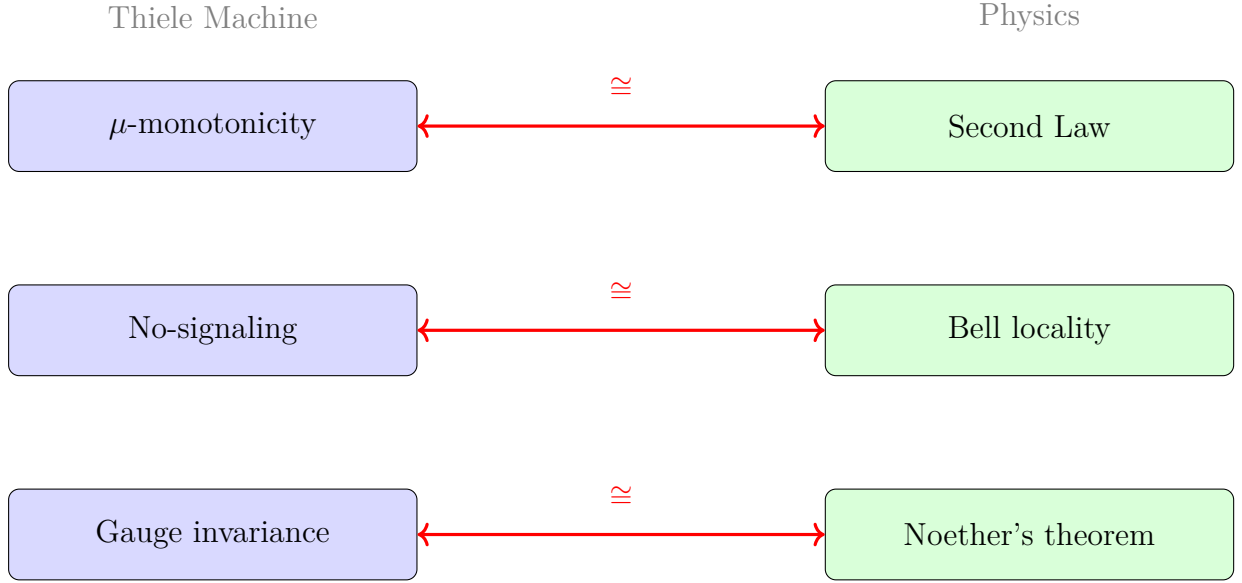 Thiele Machine
Physics
μ-monotonicity
≅
Second Law
No-signaling
≅
Bell locality
Gauge invariance
≅
Noether's theorem